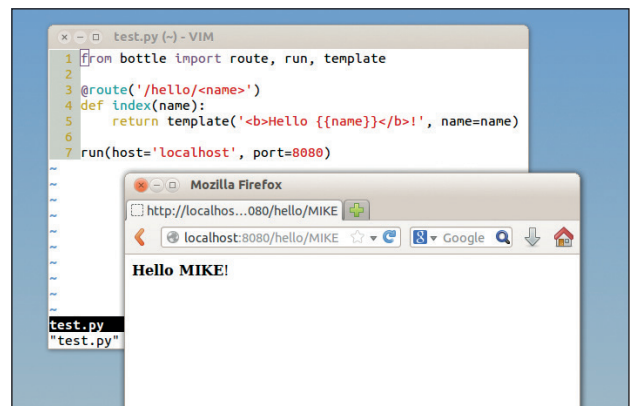 test.py (~) - VIM
1 from bottle import route, run, template
2
3 @route('/hello/<name>')
4 def index(name):
5 return template('<b>Hello {{name}}</b>!', name=name)
6
7 run(host='localhost', port=8080)
~
~
~
~
~
~
~
~
~
test.py
"test.py"
Mozilla Firefox
http://localhos...080/hello/MIKE
localhost:8080/hello/MIKE
Google
Hello MIKE!